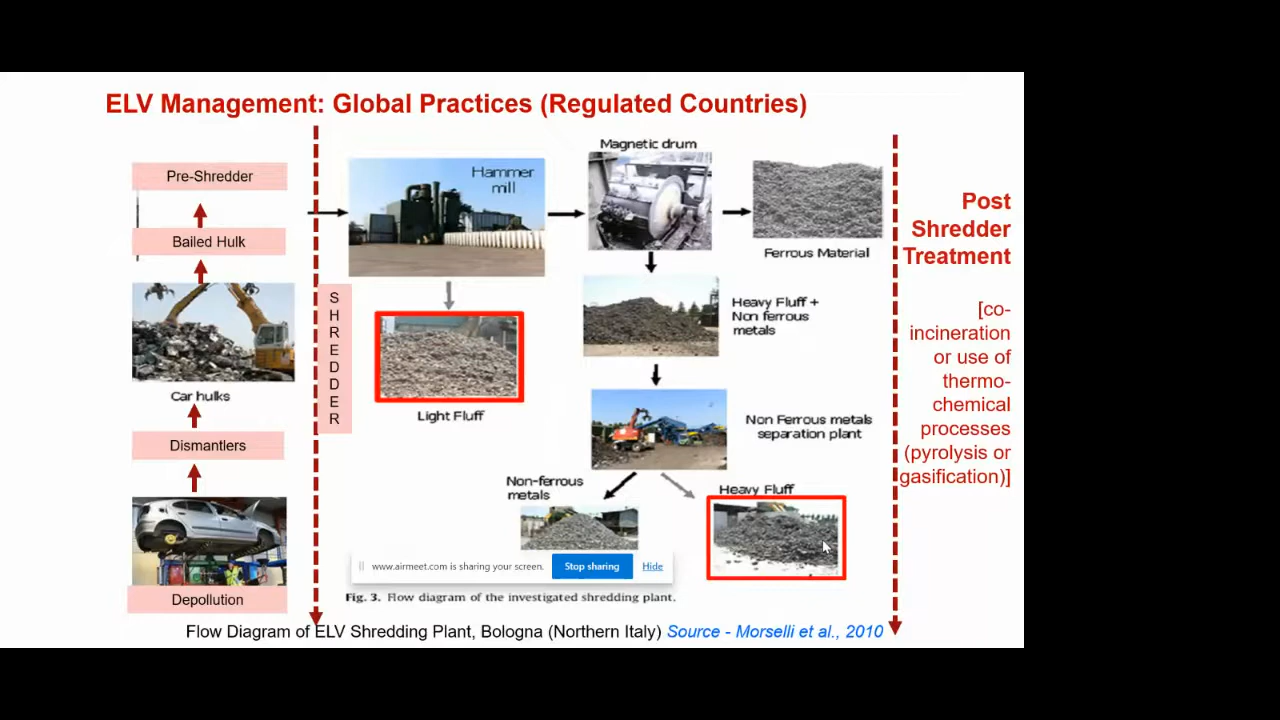 ELV Management: Global Practices (Regulated Countries)
Pre-Shredder
Bailed Hulk
Car hulks
Dismantlers
Depollution
SHREDDER
Hammer
mill
Magnetic drum
Ferrous Material
Light Fluff
Heavy Fluff +
Non ferrous
metals
Non Ferrous metals
separation plant
Non-ferrous
metals
Heavy Fluff
Post
Shredder
Treatment
[co-
incineration
or use of
thermo-
chemical
processes
(pyrolysis or
gasification)]
www.airmeet.com is sharing your screen.
Stop sharing
Hide
Fig. 3. Flow diagram of the investigated shredding plant.
Flow Diagram of ELV Shredding Plant, Bologna (Northern Italy) Source - Morselli et al., 2010